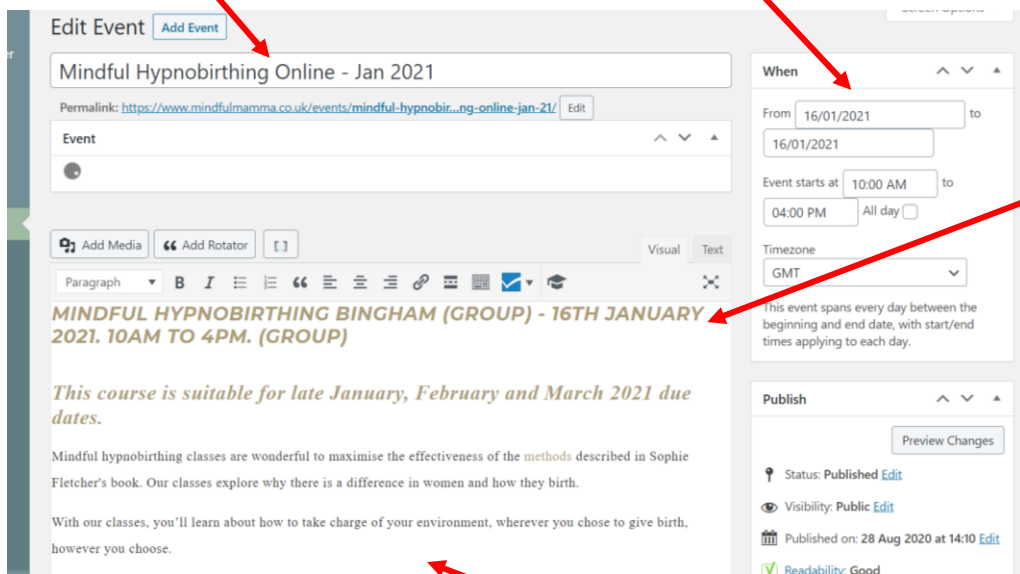 Edit Event Add Event
Mindful Hypnobirthing Online - Jan 2021
Permalink: https://www.mindfulmamma.co.uk/events/mindful-hypnobir...ng-online-jan-21/ Edit
Event
Add Media Add Rotator [ ]
Visual Text
Paragraph B I
MINDFUL HYPNOBIRTHING BINGHAM (GROUP) - 16TH JANUARY
2021. 10AM TO 4PM. (GROUP)
This course is suitable for late January, February and March 2021 due
dates.
Mindful hypnobirthing classes are wonderful to maximise the effectiveness of the methods described in Sophie
Fletcher's book. Our classes explore why there is a difference in women and how they birth.
With our classes, you'll learn about how to take charge of your environment, wherever you chose to give birth,
however you choose.
When
From 16/01/2021 to
16/01/2021
Event starts at 10:00 AM to
04:00 PM All day
Timezone
GMT
This event spans every day between the
beginning and end date, with start/end
times applying to each day.
Publish
Preview Changes
Status: Published Edit
Visibility: Public Edit
Published on: 28 Aug 2020 at 14:10 Edit
Readability: Good